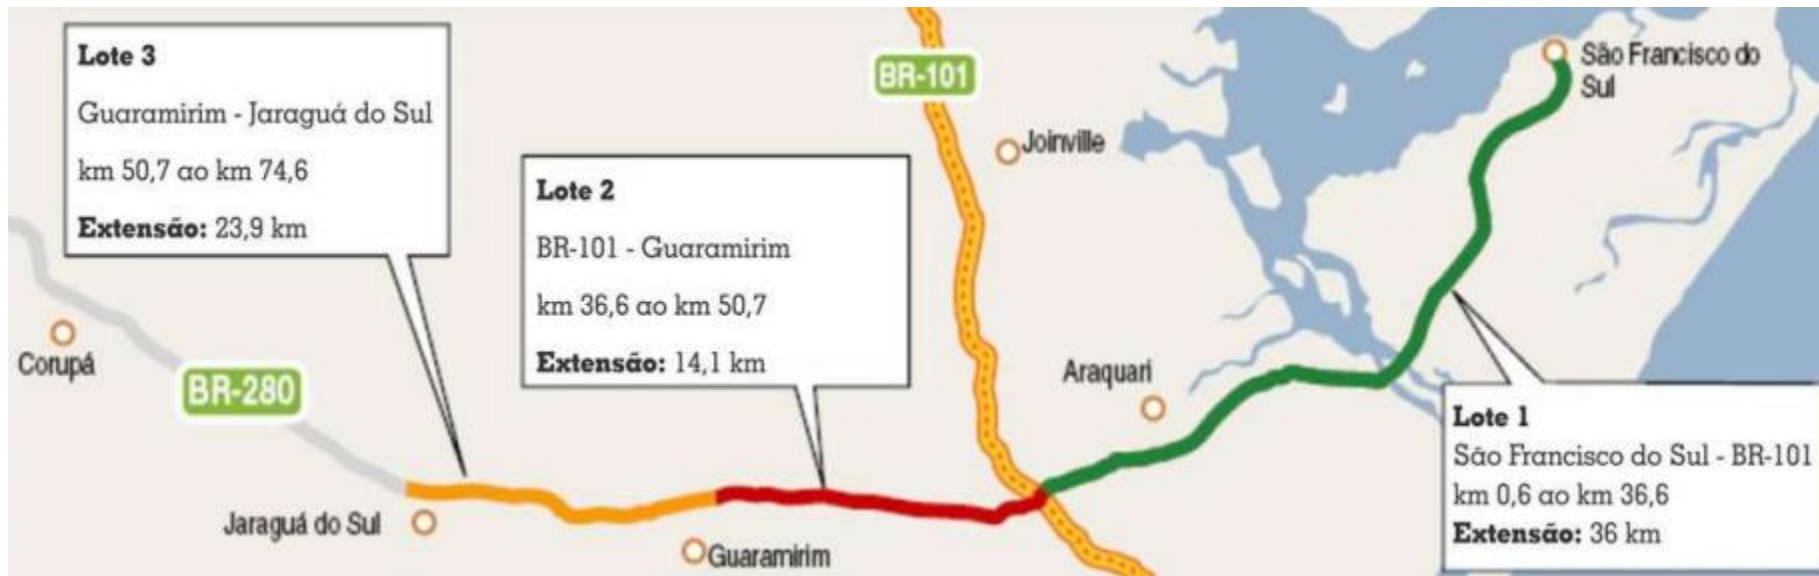 Lote 3
Guaramirim - Jaraguá do Sul
km 50,7 ao km 74,6
Extensão: 23,9 km
BR-101
São Francisco do
Sul
Joinville
Lote 2
BR-101 - Guaramirim
km 36,6 ao km 50,7
Extensão: 14,1 km
Corupá
BR-280
Araquari
Lote 1
São Francisco do Sul - BR-101
km 0,6 ao km 36,6
Extensão: 36 km
Jaraguá do Sul
Guaramirim